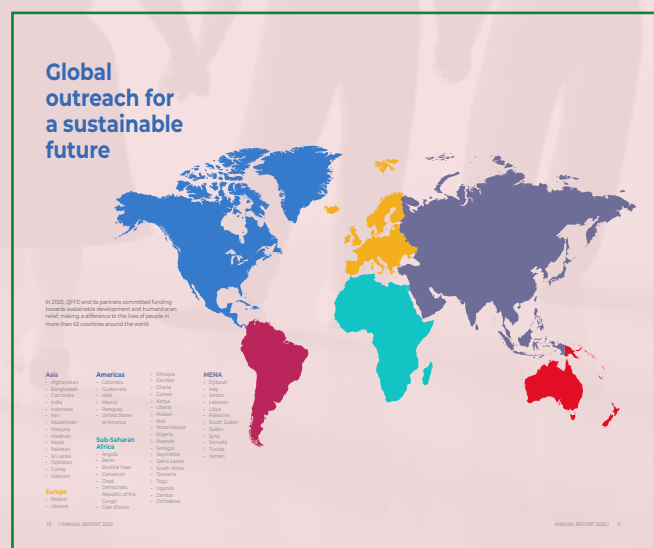 Global
outreach for
a sustainable
future
In 2023, QFFD and its partners committed funding
towards sustainable development and humanitarian
relief, making a difference to the lives of people in
more than 62 countries around the world.
Asia
• Afghanistan
• Bangladesh
• Cambodia
• India
• Indonesia
• Iran
• Kazakhstan
• Malaysia
• Maldives
• Nepal
• Pakistan
• Sri Lanka
• Tajikistan
• Turkey
• Vietnam
Europe
• Poland
• Ukraine
Americas
• Colombia
• Guatemala
• Haiti
• Mexico
• Paraguay
• United States
of America
Sub-Saharan
Africa
• Angola
• Benin
• Burkina Faso
• Cameroon
• Chad
• Democratic
Republic of the
Congo
• Côte d'Ivoire
• Ethiopia
• Gambia
• Ghana
• Guinea
• Kenya
• Liberia
• Malawi
• Mali
• Mozambique
• Nigeria
• Rwanda
• Senegal
• Seychelles
• Sierra Leone
• South Africa
• Tanzania
• Togo
• Uganda
• Zambia
• Zimbabwe
MENA
• Djibouti
• Iraq
• Jordan
• Lebanon
• Libya
• Palestine
• South Sudan
• Sudan
• Syria
• Somalia
• Tunisia
• Yemen
10 / ANNUAL REPORT 2023
ANNUAL REPORT 2023 / 11